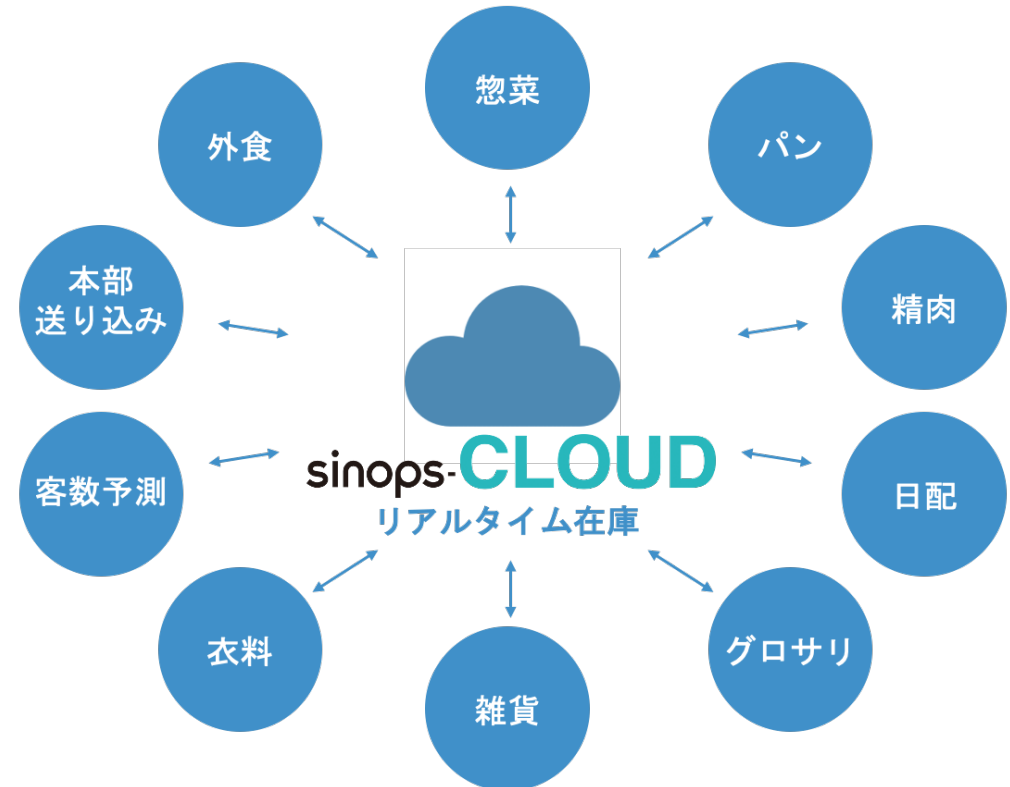 惣菜
外食
パン
本部
送り込み
精肉
sinops-CLOUD
リアルタイム在庫
客数予測
日配
衣料
グロサリ
雑貨